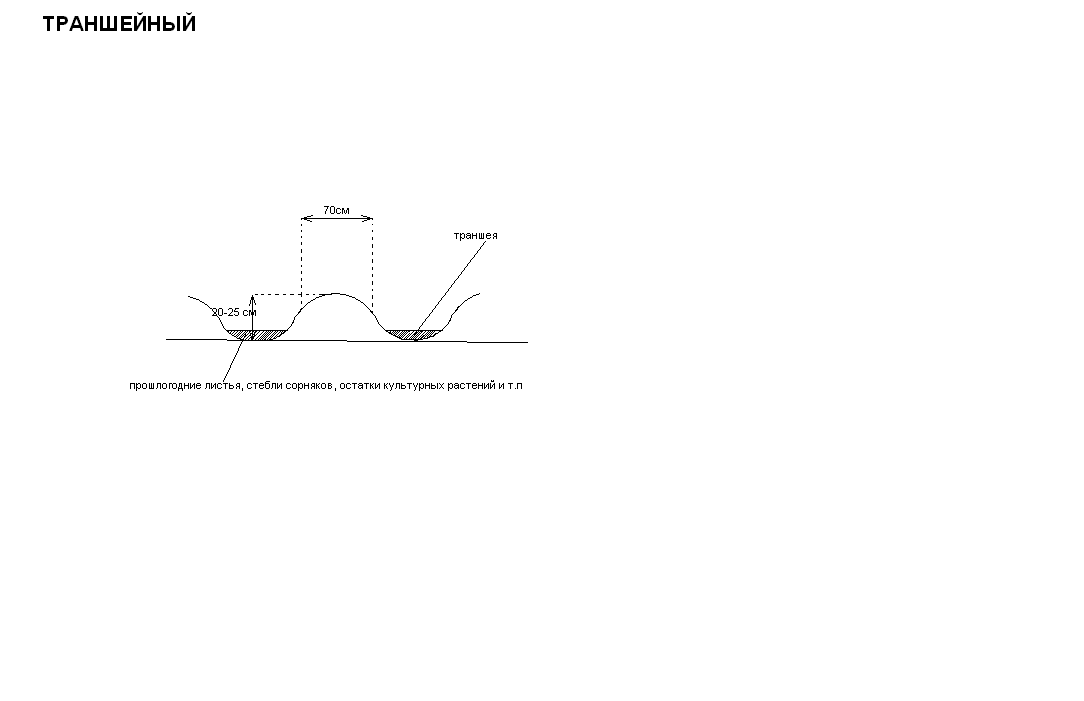 ТРАНШЕЙНЫЙ
70см
траншея
20-25 см
прошлогодние листья, стебли сорняков, остатки культурных растений и т.п